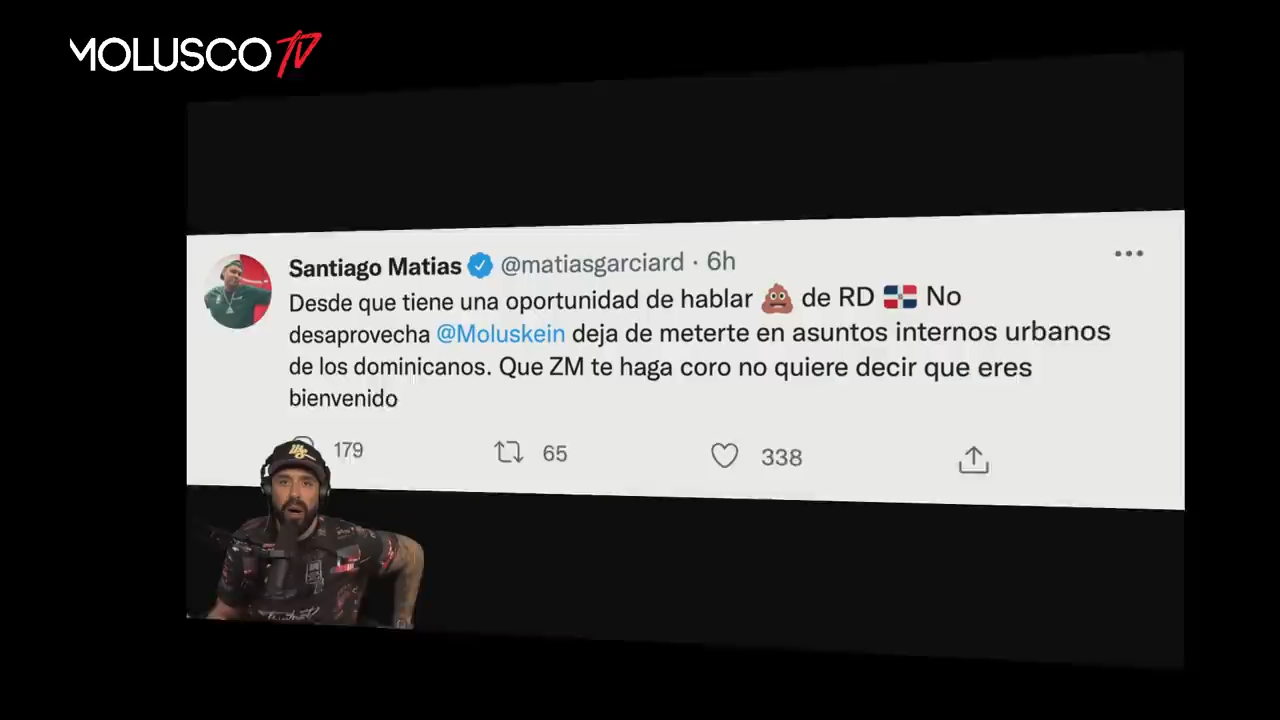 MOLUSCO TV
Santiago Matias @matiasgarciard · 6h
Desde que tiene una oportunidad de hablar 💩 de RD 🇩🇴 No
desaprovecha @Moluskein deja de meterte en asuntos internos urbanos
de los dominicanos. Que ZM te haga coro no quiere decir que eres
bienvenido
179 65 338